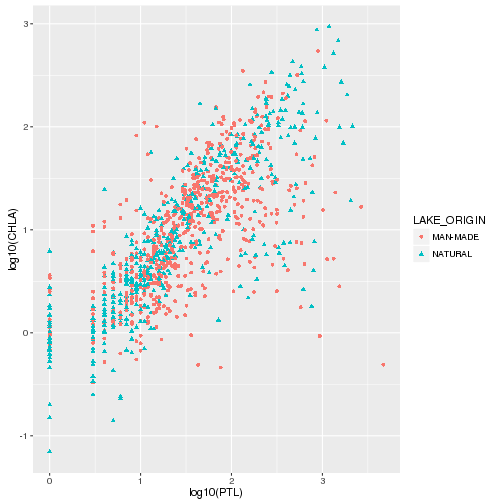 3
2
1
0
-1
log10(CHLA)
0
1
2
3
log10(PTL)
LAKE_ORIGIN
MAN-MADE
NATURAL